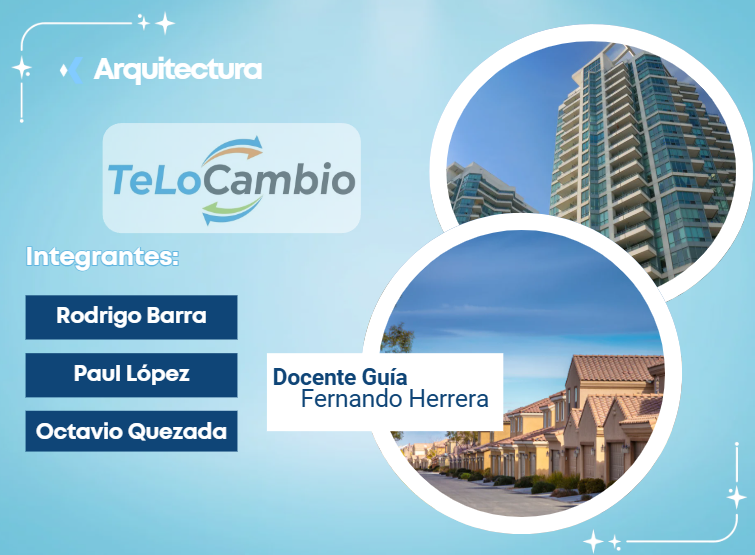 Arquitectura
TeLoCambio
Integrantes:
Rodrigo Barra
Paul López
Octavio Quezada
Docente Guía
Fernando Herrera